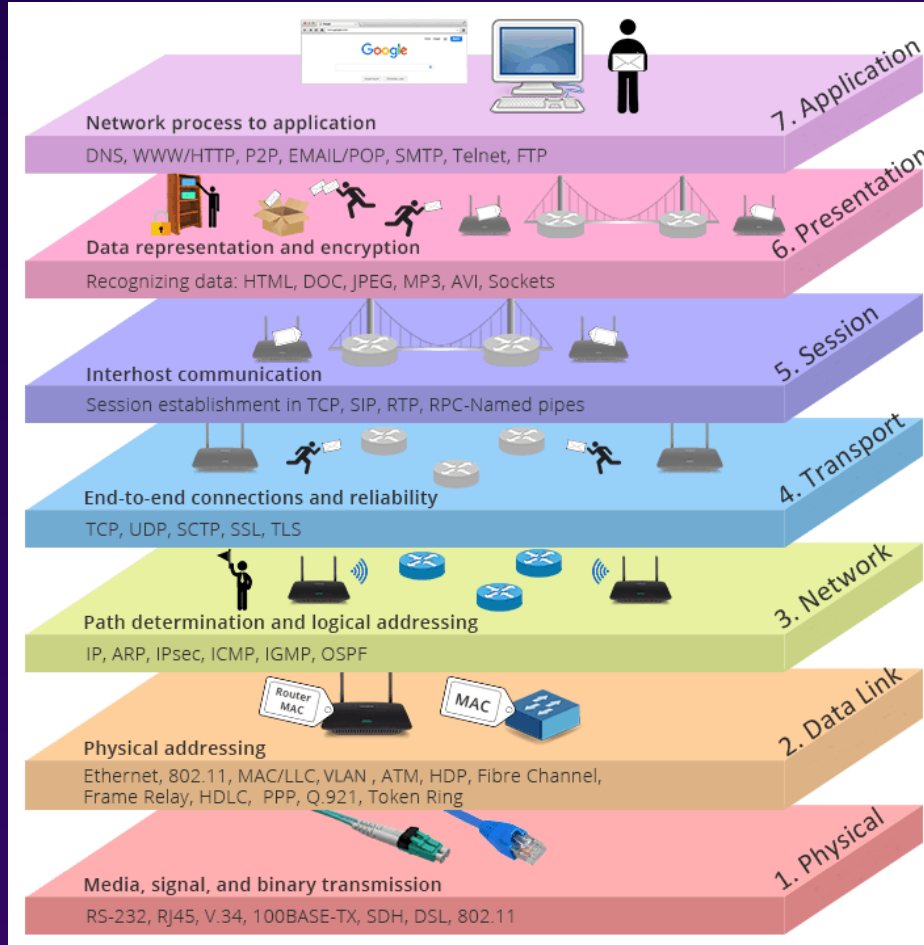 Google
7. Application
Network process to application
DNS, WWW/HTTP, P2P, EMAIL/POP, SMTP, Telnet, FTP
6. Presentation
Data representation and encryption
Recognizing data: HTML, DOC, JPEG, MP3, AVI, Sockets
5. Session
Interhost communication
Session establishment in TCP, SIP, RTP, RPC-Named pipes
4. Transport
End-to-end connections and reliability
TCP, UDP, SCTP, SSL, TLS
3. Network
Path determination and logical addressing
IP, ARP, IPsec, ICMP, IGMP, OSPF
Router
MAC
MAC
2. Data Link
Physical addressing
Ethernet, 802.11, MAC/LLC, VLAN , ATM, HDP, Fibre Channel,
Frame Relay, HDLC, PPP, Q.921, Token Ring
1. Physical
Media, signal, and binary transmission
RS-232, RJ45, V.34, 100BASE-TX, SDH, DSL, 802.11